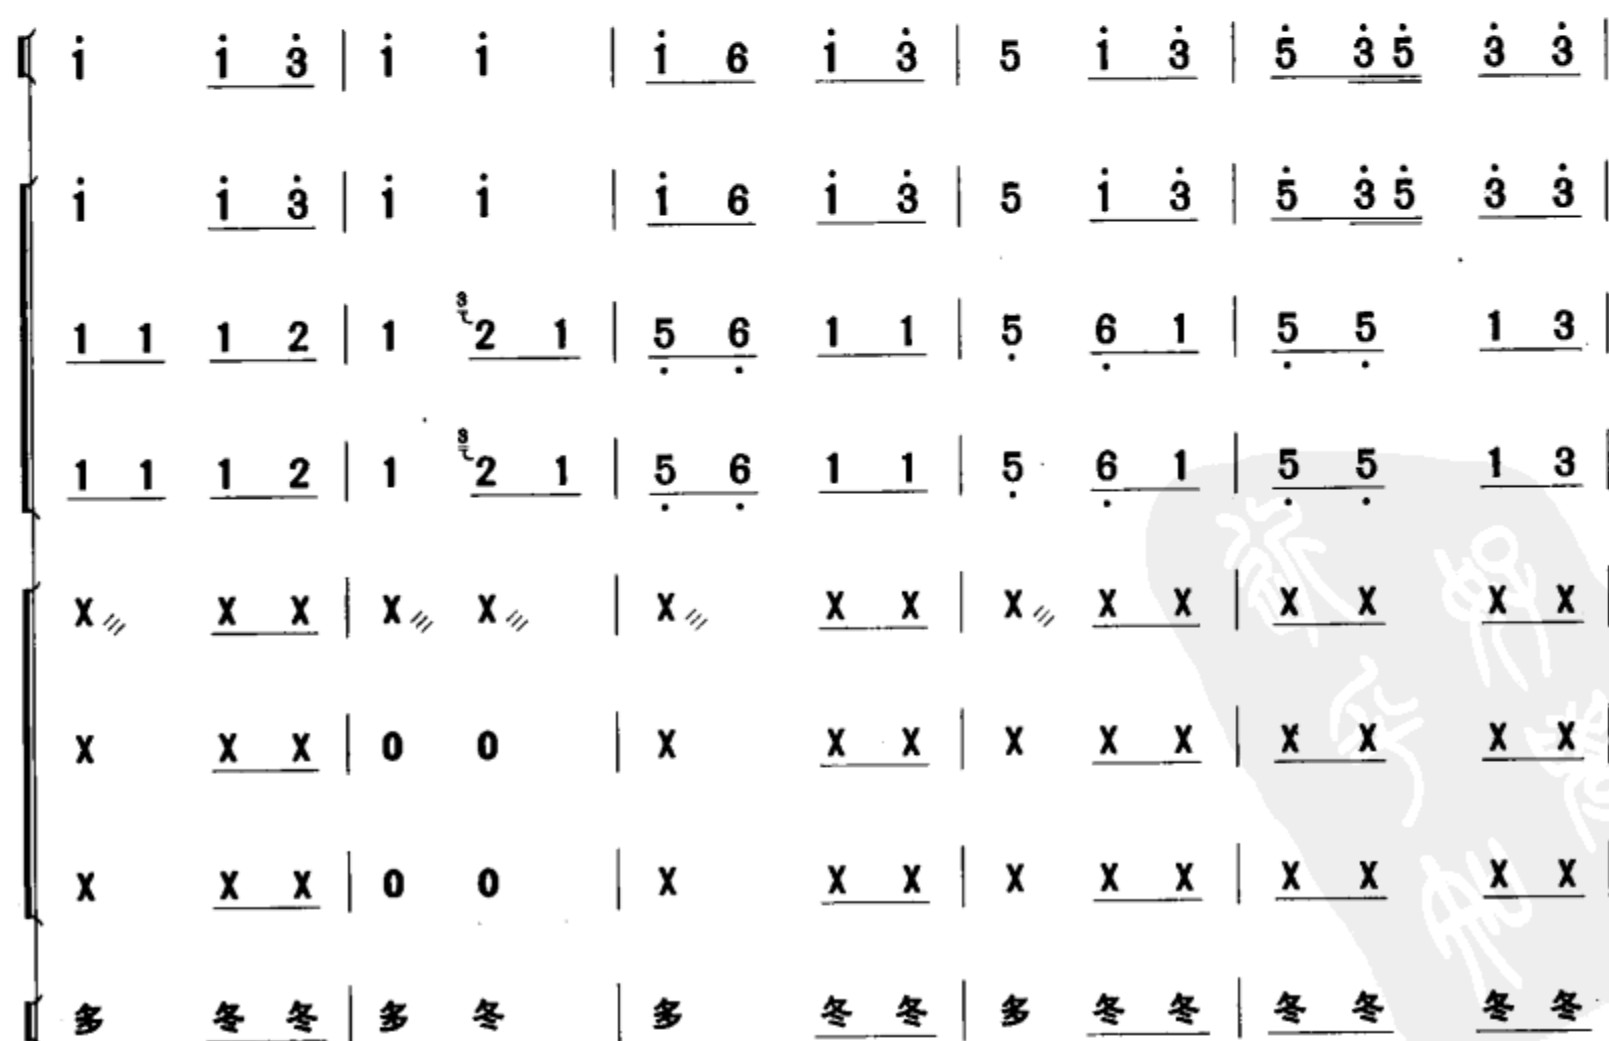 i̇ i̇ 3̇ | i̇ i̇ | i̇ 6 i̇ 3̇ | 5 i̇ 3̇ | 5̇ 3̇ 5̇ 3̇ 3̇ |
i̇ i̇ 3̇ | i̇ i̇ | i̇ 6 i̇ 3̇ | 5 i̇ 3̇ | 5̇ 3̇ 5̇ 3̇ 3̇ |
1 1 1 2 | 1 3 2 1 | 5̣ 6̣ 1 1 | 5̣ 6̣ 1 | 5̣ 5̣ 1 3 |
1 1 1 2 | 1 3 2 1 | 5̣ 6̣ 1 1 | 5̣ 6̣ 1 | 5̣ 5̣ 1 3 |
X /// X X | X /// X /// | X /// X X | X /// X X | X X X X |
X X X | 0 0 | X X X | X X X | X X X X |
X X X | 0 0 | X X X | X X X | X X X X |
多 冬 冬 | 多 冬 | 多 冬 冬 | 多 冬 冬 | 冬 冬 冬 冬 |